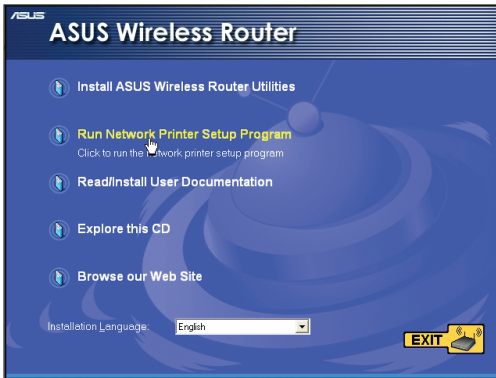 ASUS
ASUS Wireless Router
Install ASUS Wireless Router Utilities
Run Network Printer Setup Program
Click to run the network printer setup program
Read/Install User Documentation
Explore this CD
Browse our Web Site
Installation Language: English
EXIT